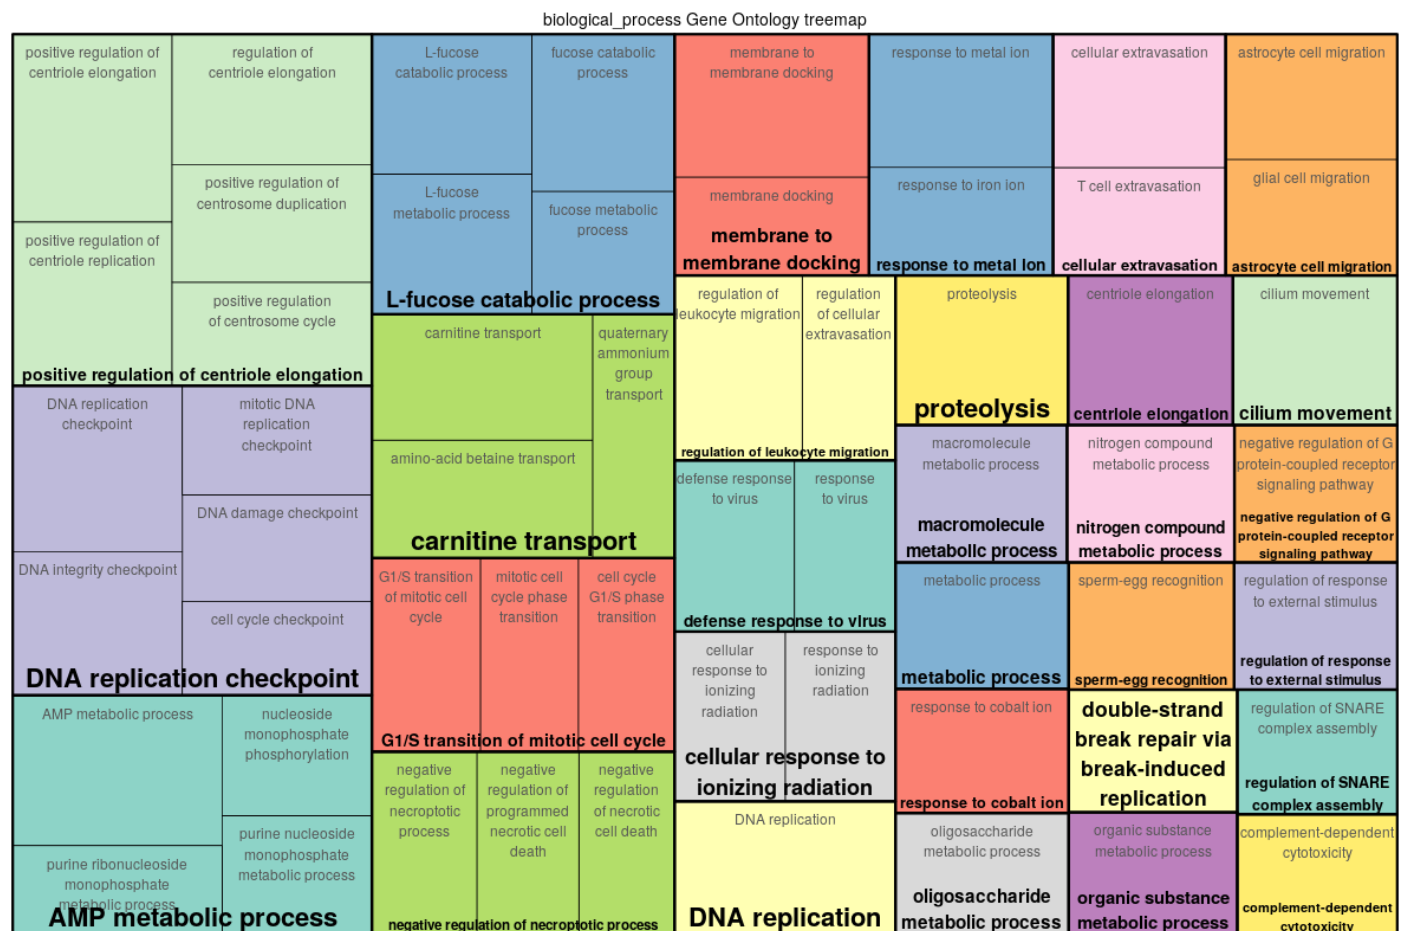 biological_process Gene Ontology treemap
positive regulation of
centriole elongation
regulation of
centriole elongation
positive regulation of
centrosome duplication
positive regulation of
centriole replication
positive regulation
of centrosome cycle
positive regulation of centriole elongation
DNA replication
checkpoint
mitotic DNA
replication
checkpoint
DNA damage checkpoint
DNA integrity checkpoint
cell cycle checkpoint
DNA replication checkpoint
AMP metabolic process
nucleoside
monophosphate
phosphorylation
purine nucleoside
monophosphate
metabolic process
purine ribonucleoside
monophosphate
metabolic process
AMP metabolic process
L-fucose
catabolic process
fucose catabolic
process
L-fucose
metabolic process
fucose metabolic
process
L-fucose catabolic process
carnitine transport
quaternary
ammonium
group
transport
amino-acid betaine transport
carnitine transport
G1/S transition
of mitotic cell
cycle
mitotic cell
cycle phase
transition
cell cycle
G1/S phase
transition
G1/S transition of mitotic cell cycle
negative
regulation of
necroptotic
process
negative
regulation of
programmed
necrotic cell
death
negative
regulation
of necrotic
cell death
negative regulation of necroptotic process
membrane to
membrane docking
membrane docking
membrane to
membrane docking
response to metal ion
response to iron ion
response to metal ion
cellular extravasation
T cell extravasation
cellular extravasation
astrocyte cell migration
glial cell migration
astrocyte cell migration
regulation of
leukocyte migration
regulation
of cellular
extravasation
regulation of leukocyte migration
defense response
to virus
response
to virus
defense response to virus
cellular
response to
ionizing
radiation
response to
ionizing
radiation
cellular response to
ionizing radiation
DNA replication
DNA replication
proteolysis
proteolysis
centriole elongation
centriole elongation
cilium movement
cilium movement
macromolecule
metabolic process
macromolecule
metabolic process
nitrogen compound
metabolic process
nitrogen compound
metabolic process
negative regulation of G
protein-coupled receptor
signaling pathway
negative regulation of G
protein-coupled receptor
signaling pathway
metabolic process
metabolic process
sperm-egg recognition
sperm-egg recognition
regulation of response
to external stimulus
regulation of response
to external stimulus
response to cobalt ion
response to cobalt ion
double-strand
break repair via
break-induced
replication
regulation of SNARE
complex assembly
regulation of SNARE
complex assembly
oligosaccharide
metabolic process
oligosaccharide
metabolic process
organic substance
metabolic process
organic substance
metabolic process
complement-dependent
cytotoxicity
complement-dependent
cytotoxicity